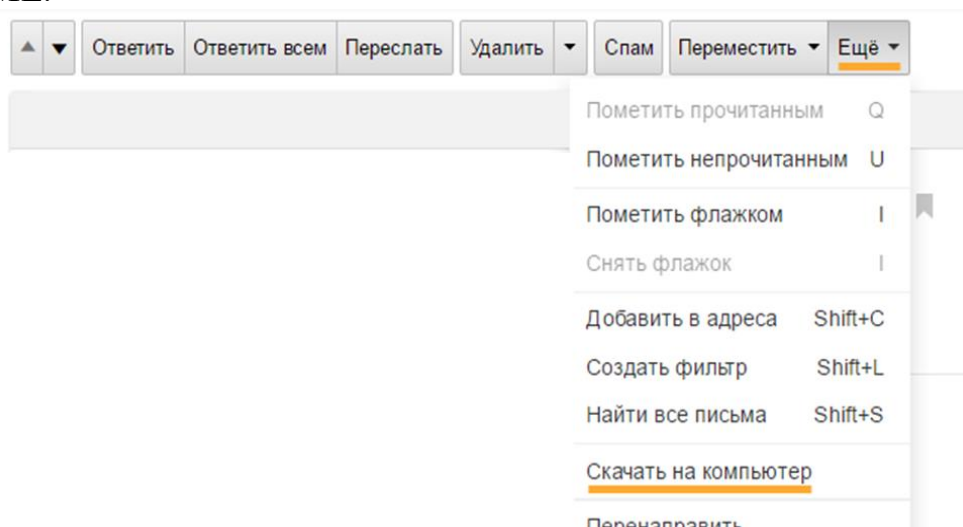 Ответить Ответить всем Переслать Удалить Спам Переместить Ещё
Пометить прочитанным Q
Пометить непрочитанным U
Пометить флажком I
Снять флажок I
Добавить в адреса Shift+C
Создать фильтр Shift+L
Найти все письма Shift+S
Скачать на компьютер
Перенаправить